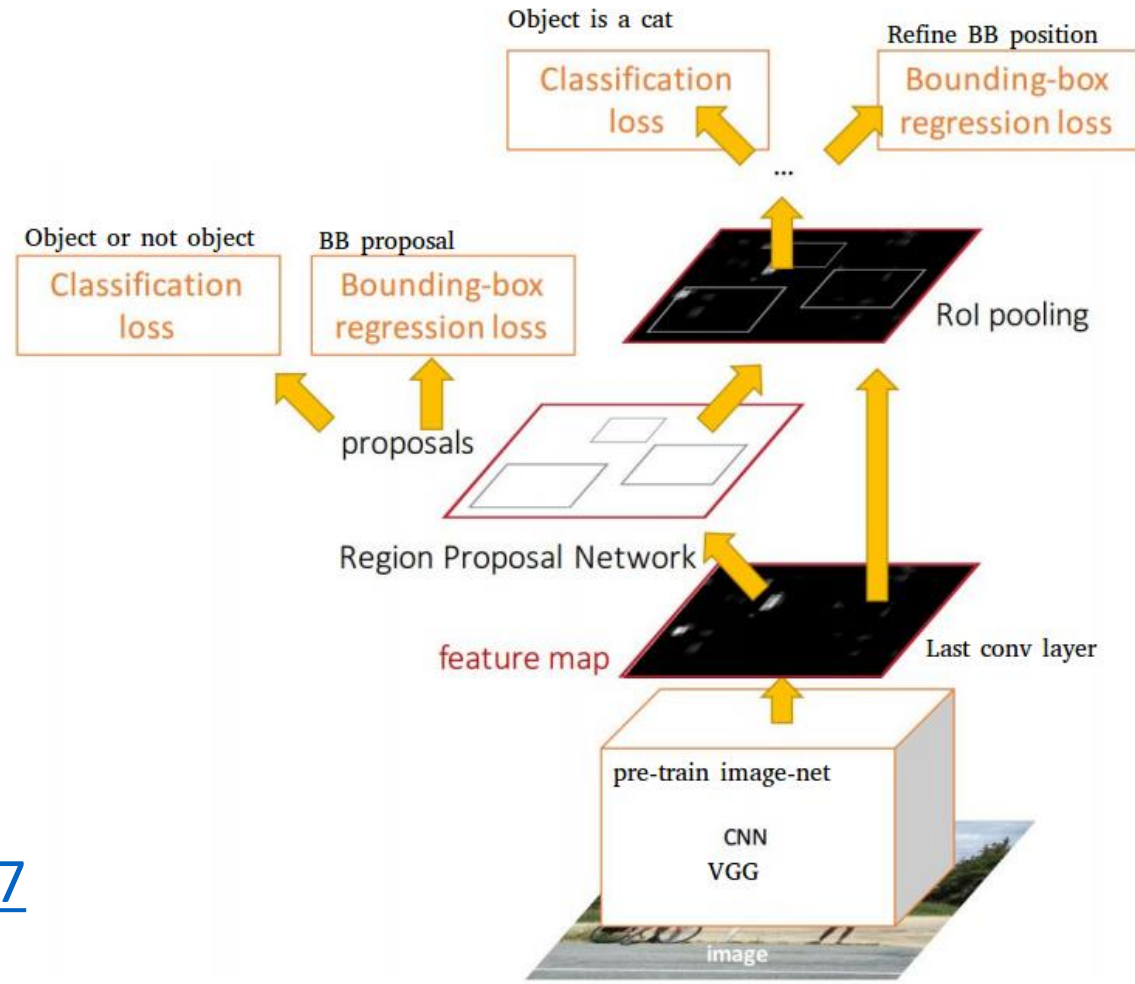 Object is a cat
Refine BB position
Classification
loss
Bounding-box
regression loss
...
Object or not object
BB proposal
Classification
loss
Bounding-box
regression loss
RoI pooling
proposals
Region Proposal Network
feature map
Last conv layer
pre-train image-net
CNN
VGG
7
image